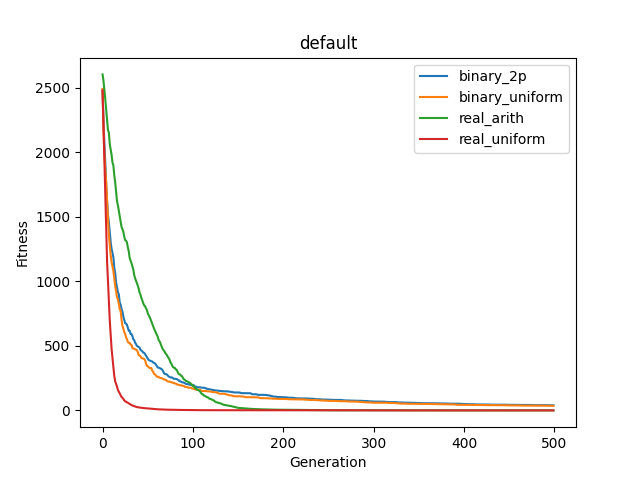 default
binary_2p
binary_uniform
real_arith
real_uniform
Fitness
2500
2000
1500
1000
500
0
0 100 200 300 400 500
Generation